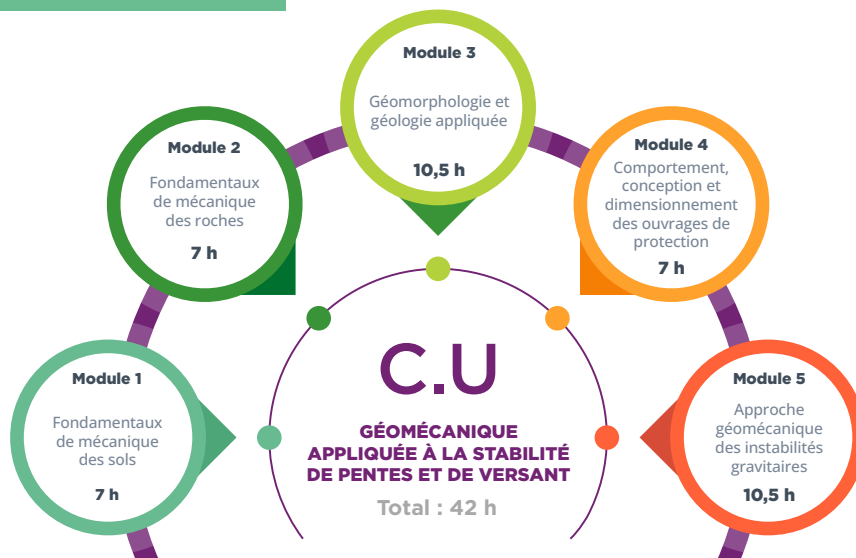 Module 3
Géomorphologie et
géologie appliquée
10,5 h
Module 2
Fondamentaux
de mécanique
des roches
7 h
Module 4
Comportement,
conception et
dimensionnement
des ouvrages de
protection
7 h
Module 1
Fondamentaux
de mécanique
des sols
7 h
C.U
GÉOMÉCANIQUE
APPLIQUÉE À LA STABILITÉ
DE PENTES ET DE VERSANT
Total : 42 h
Module 5
Approche
géomécanique
des instabilités
gravitaires
10,5 h